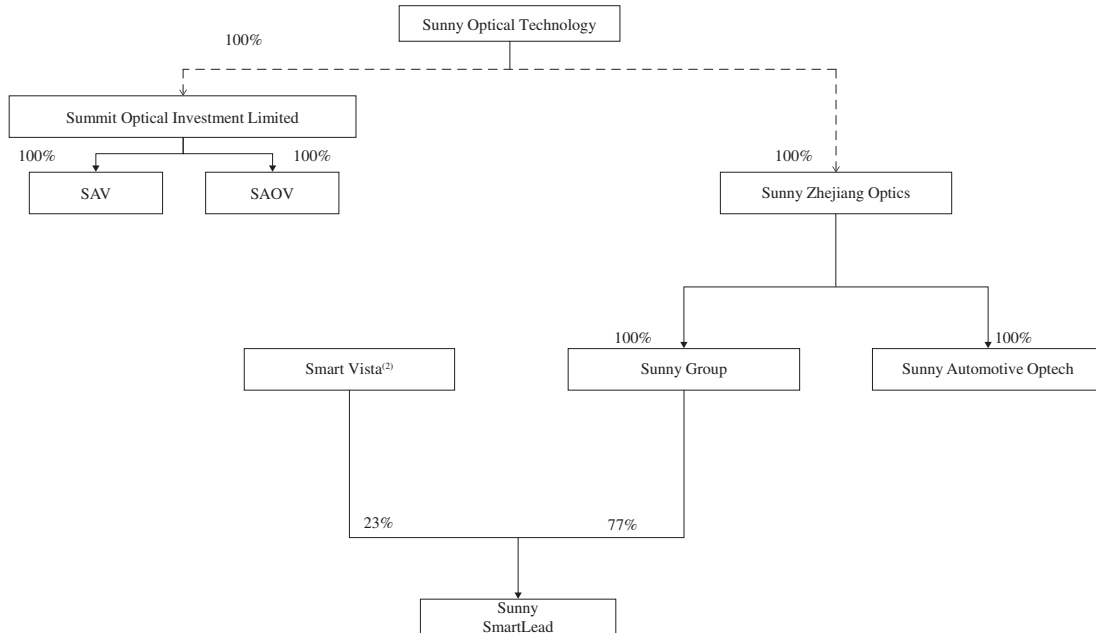 Sunny Optical Technology
100%
Summit Optical Investment Limited
100%
100%
100%
SAV
SAOV
Sunny Zhejiang Optics
100%
100%
Smart Vista(2)
Sunny Group
Sunny Automotive Optech
23%
77%
Sunny
SmartLead